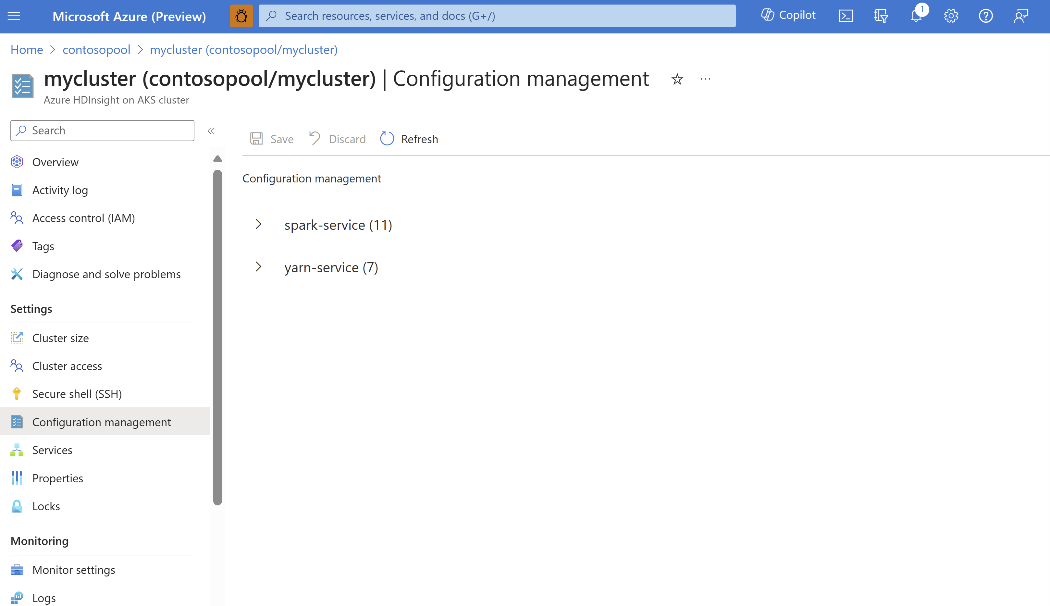 Microsoft Azure (Preview)
Search resources, services, and docs (G+/)
Copilot
1
Home > contosopool > mycluster (contosopool/mycluster)
mycluster (contosopool/mycluster) | Configuration management
Azure HDInsight on AKS cluster
Search
Save
Discard
Refresh
Overview
Activity log
Access control (IAM)
Tags
Diagnose and solve problems
Settings
Cluster size
Cluster access
Secure shell (SSH)
Configuration management
Services
Properties
Locks
Monitoring
Monitor settings
Logs
Configuration management
spark-service (11)
yarn-service (7)